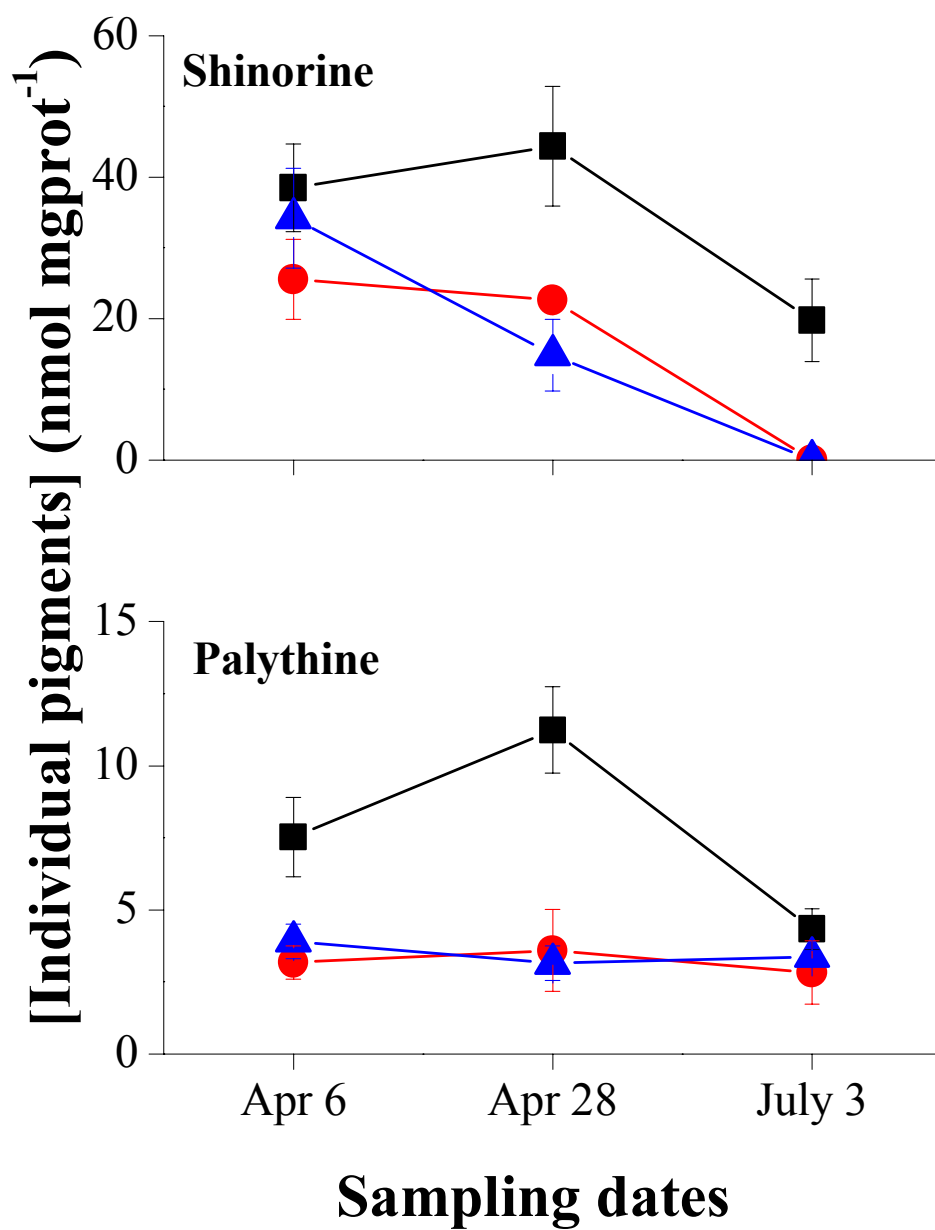 [Individual pigments] (nmol mgprot-1)
60
Shinorine
40
20
0
15
Palythine
10
5
0
Apr 6 Apr 28 July 3
Sampling dates